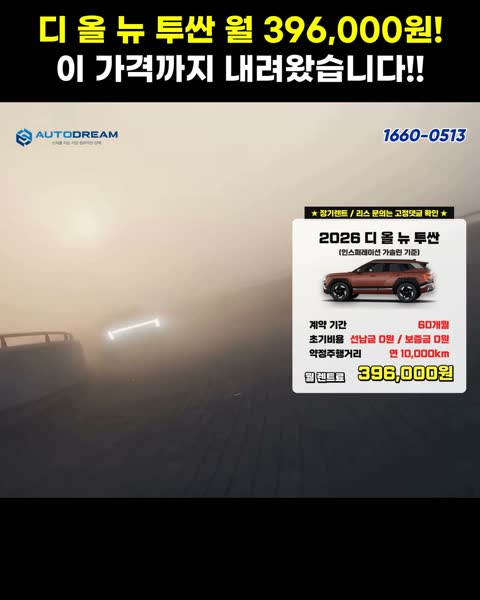 디 올 뉴 투싼 월 396,000원!
이 가격까지 내려왔습니다!!
AUTODREAM
1660-0513
★ 장기렌트 / 리스 문의는 고정댓글 확인 ★
2026 디 올 뉴 투싼
(인스퍼레이션 가솔린 기준)
계약 기간 60개월
초기비용 선납금 0원 / 보증금 0원
약정주행거리 연 10,000km
월 렌트료 396,000원